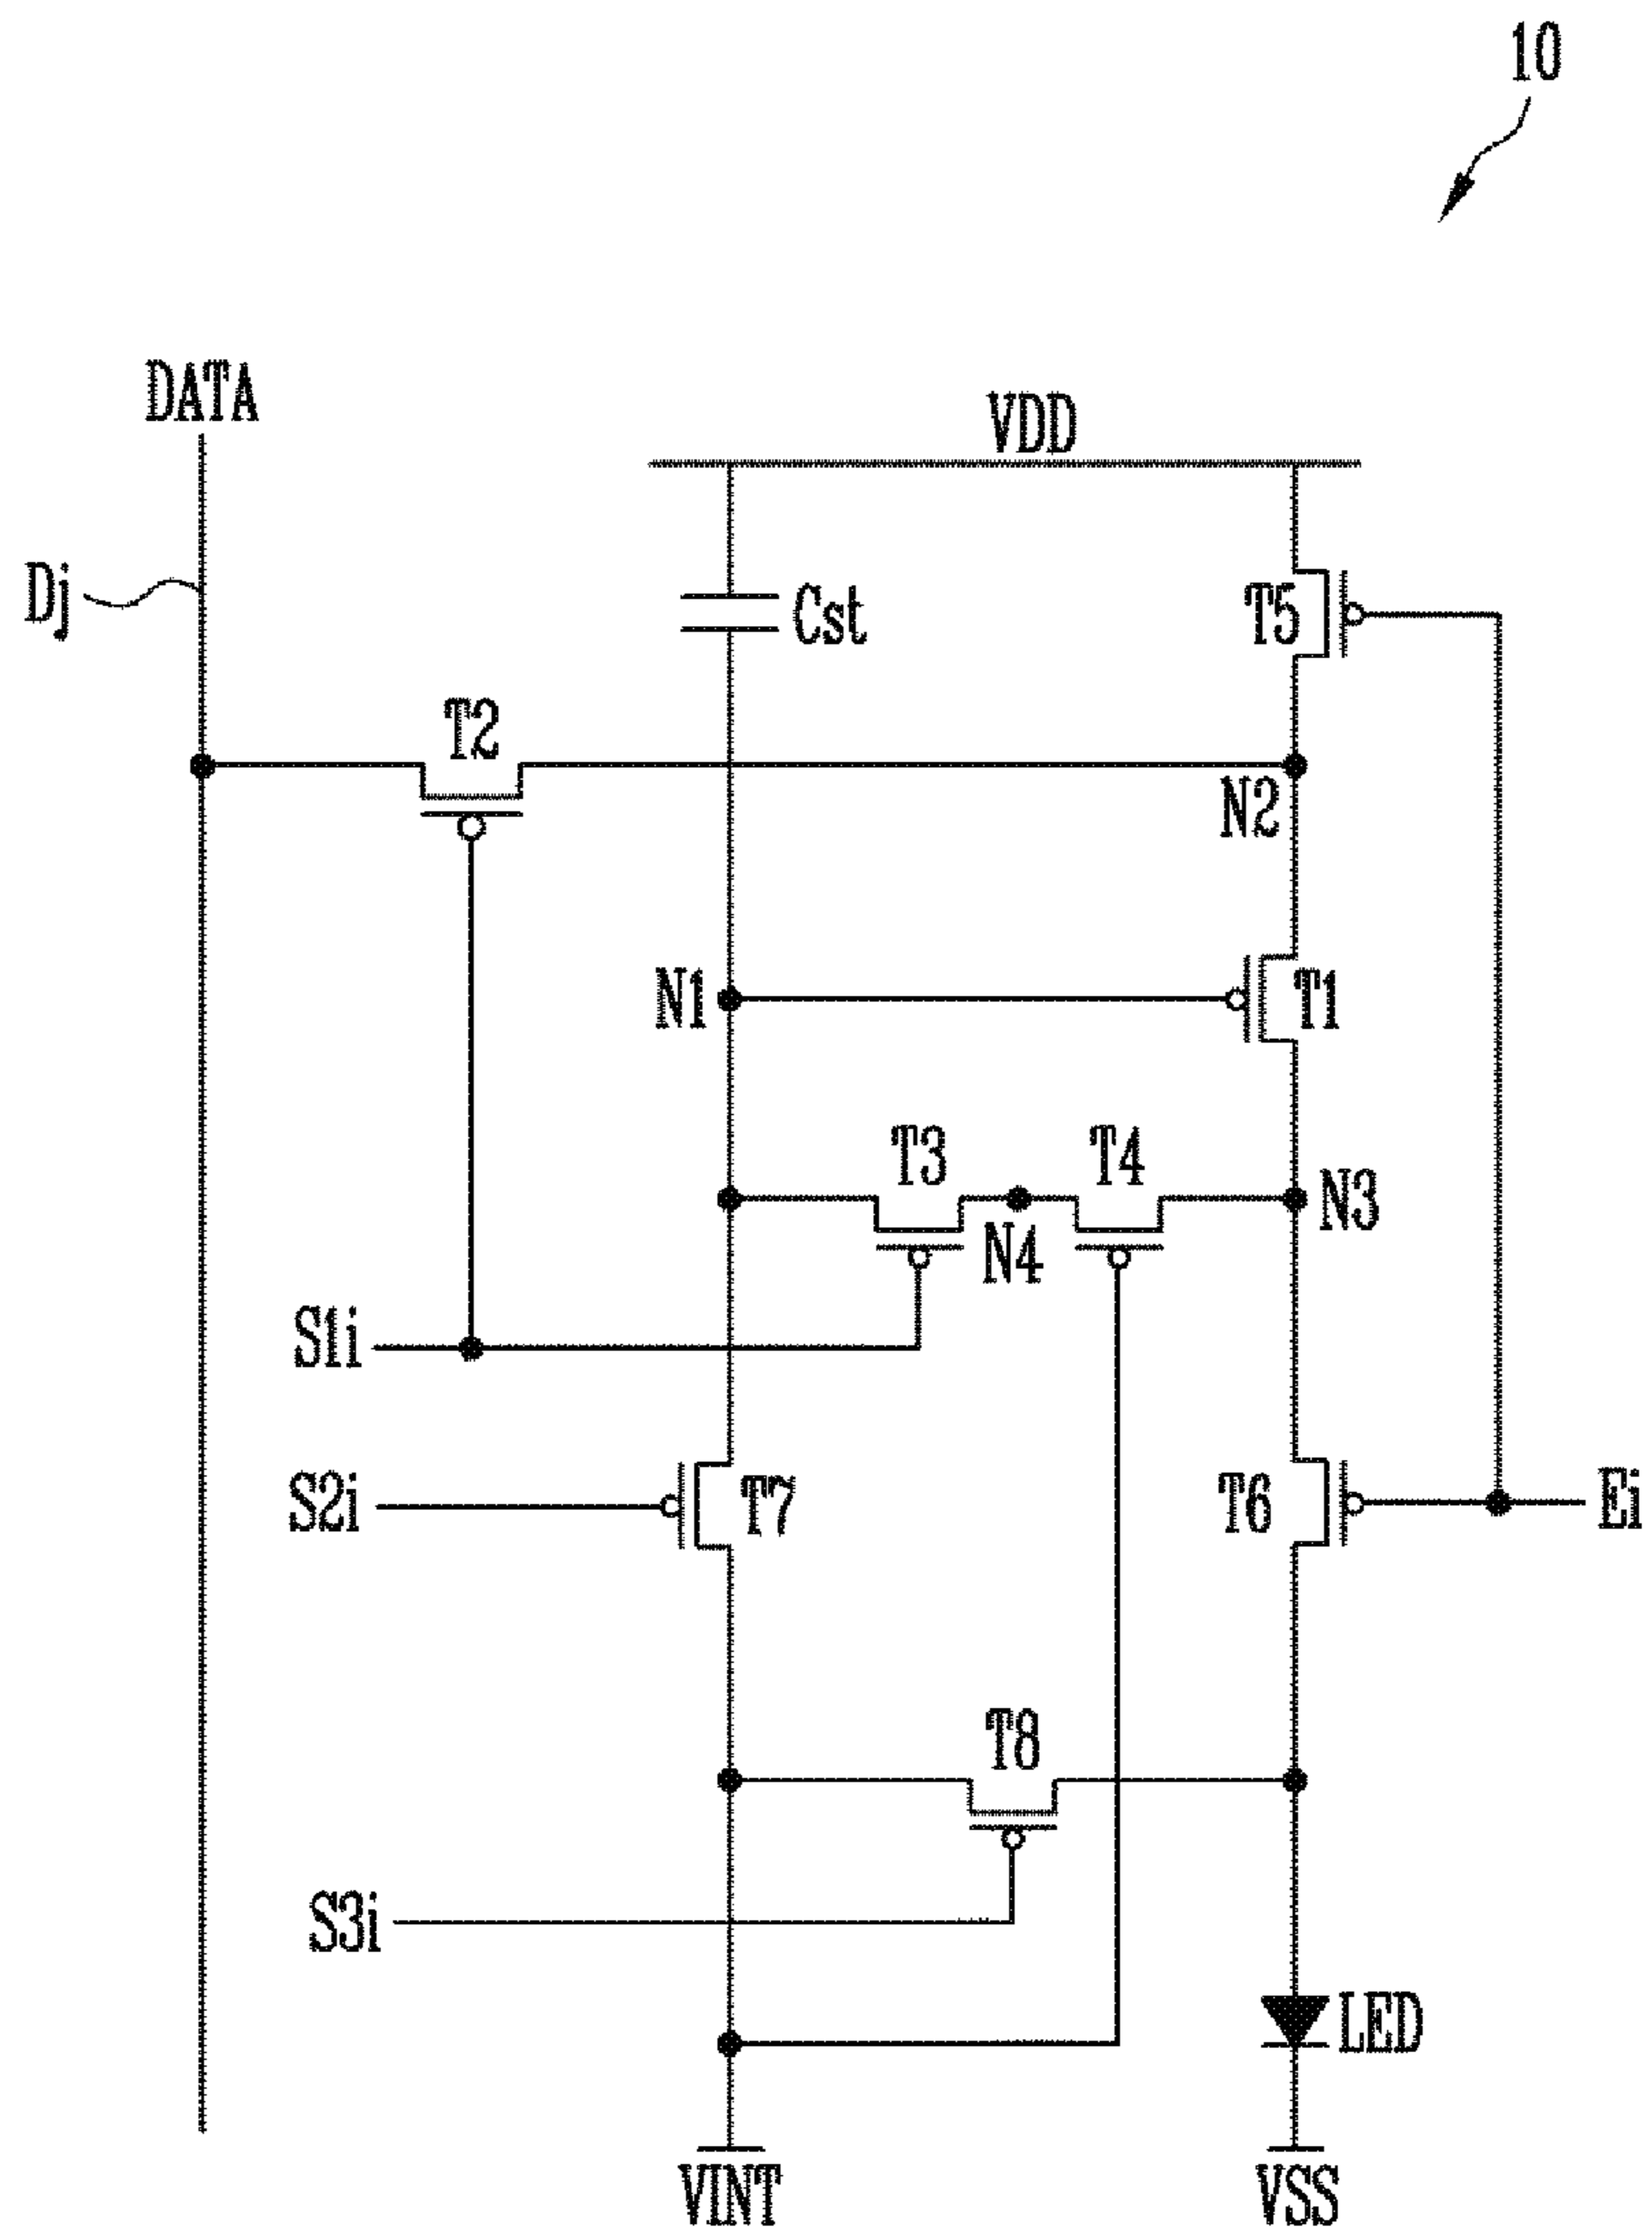 10
DATA
VDD
Dj
Cst
T5
T2
N2
N1
T1
T3
T4
N4
N3
S1i
S2i
T7
T6
Ei
T8
S3i
LED
VINT
VSS